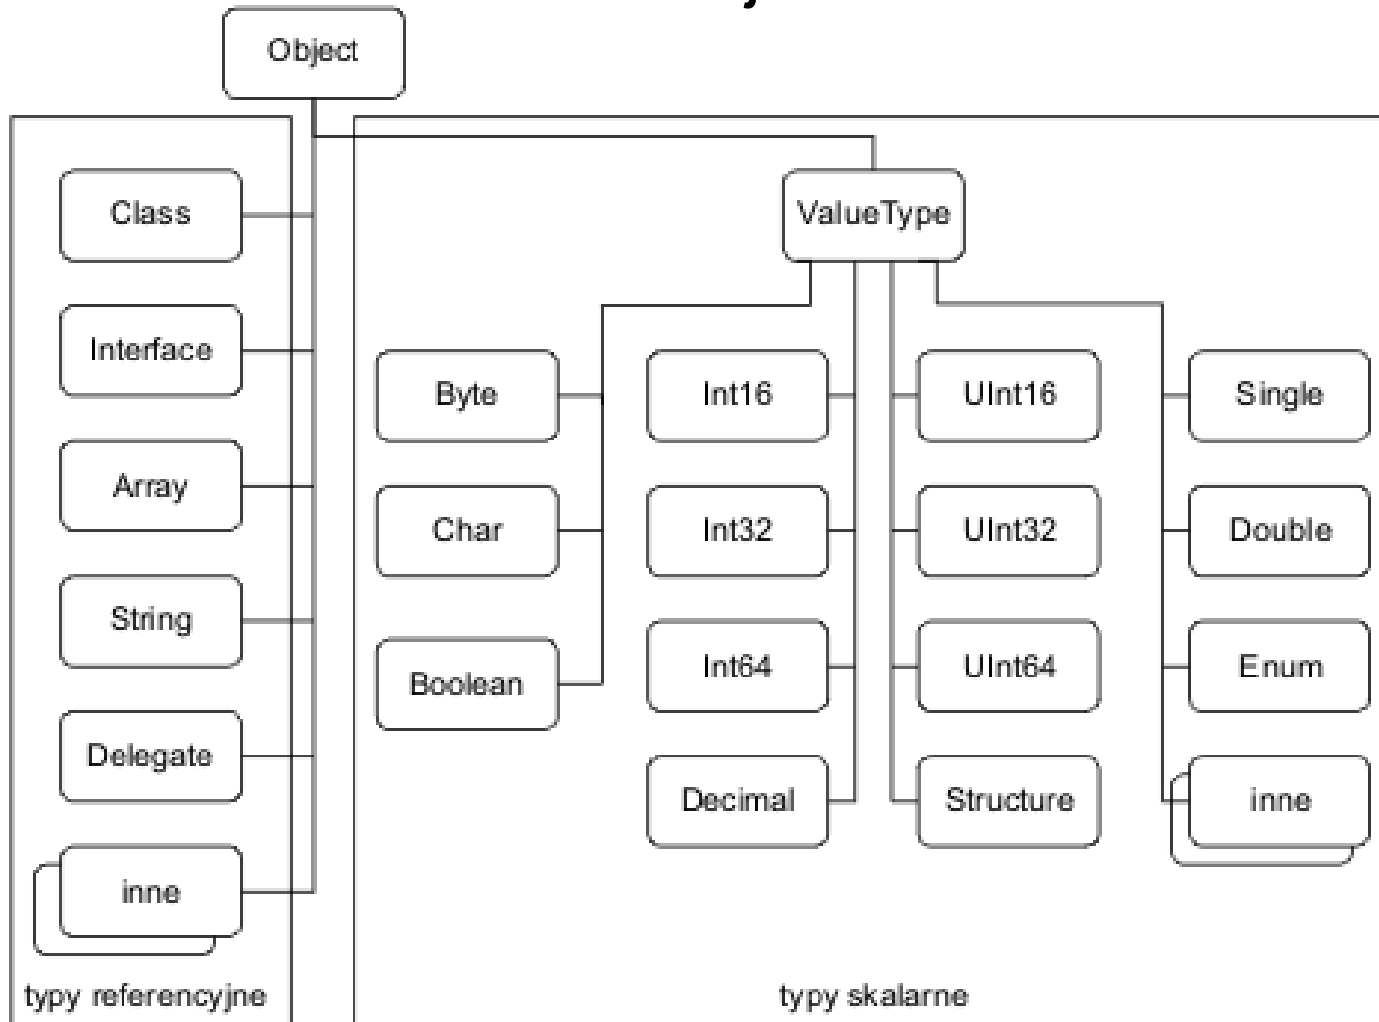 Object
Class
Interface
Array
String
Delegate
inne
typy referencyjne
ValueType
Byte
Char
Boolean
Int16
Int32
Int64
Decimal
UInt16
UInt32
UInt64
Structure
Single
Double
Enum
inne
typy skalarne